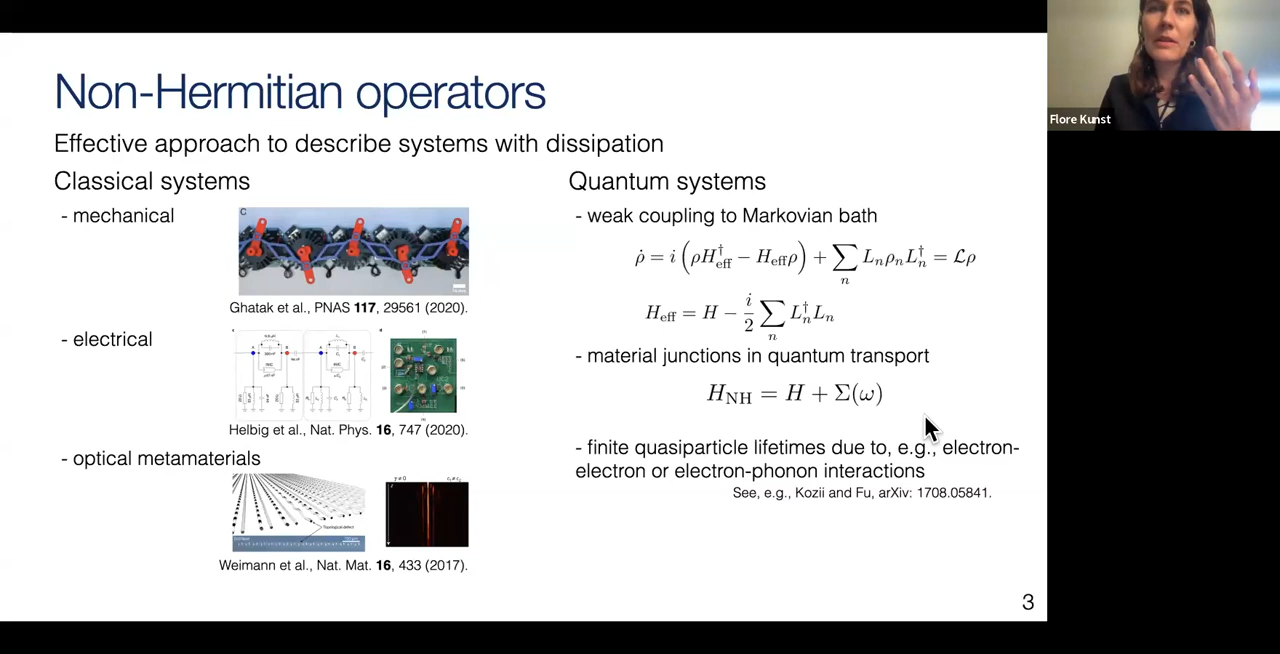 Non-Hermitian operators
Effective approach to describe systems with dissipation
Classical systems
- mechanical
C
Ghatak et al., PNAS 117, 29561 (2020).
- electrical
Helbig et al., Nat. Phys. 16, 747 (2020).
- optical metamaterials
Topological defect
Weimann et al., Nat. Mat. 16, 433 (2017).
Quantum systems
- weak coupling to Markovian bath
ρ̇ = i (ρH†eff − Heffρ) + ∑n LnρnL†n = ℒρ
Heff = H − i/2 ∑n L†nLn
- material junctions in quantum transport
HNH = H + Σ(ω)
- finite quasiparticle lifetimes due to, e.g., electron-
electron or electron-phonon interactions
See, e.g., Kozii and Fu, arXiv: 1708.05841.
3
Flore Kunst